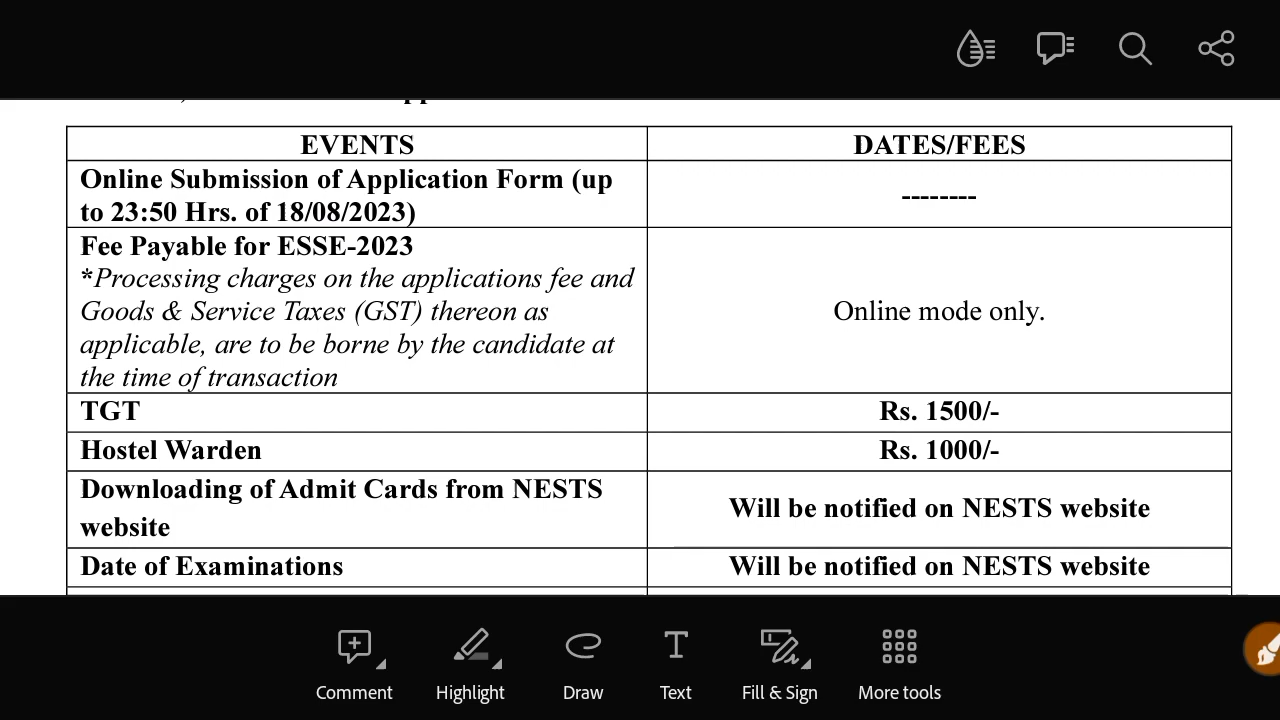 EVENTS
DATES/FEES
Online Submission of Application Form (up
to 23:50 Hrs. of 18/08/2023)
--------
Fee Payable for ESSE-2023
*Processing charges on the applications fee and
Goods & Service Taxes (GST) thereon as
applicable, are to be borne by the candidate at
the time of transaction
Online mode only.
TGT
Rs. 1500/-
Hostel Warden
Rs. 1000/-
Downloading of Admit Cards from NESTS
website
Will be notified on NESTS website
Date of Examinations
Will be notified on NESTS website
Comment
Highlight
Draw
Text
Fill & Sign
More tools